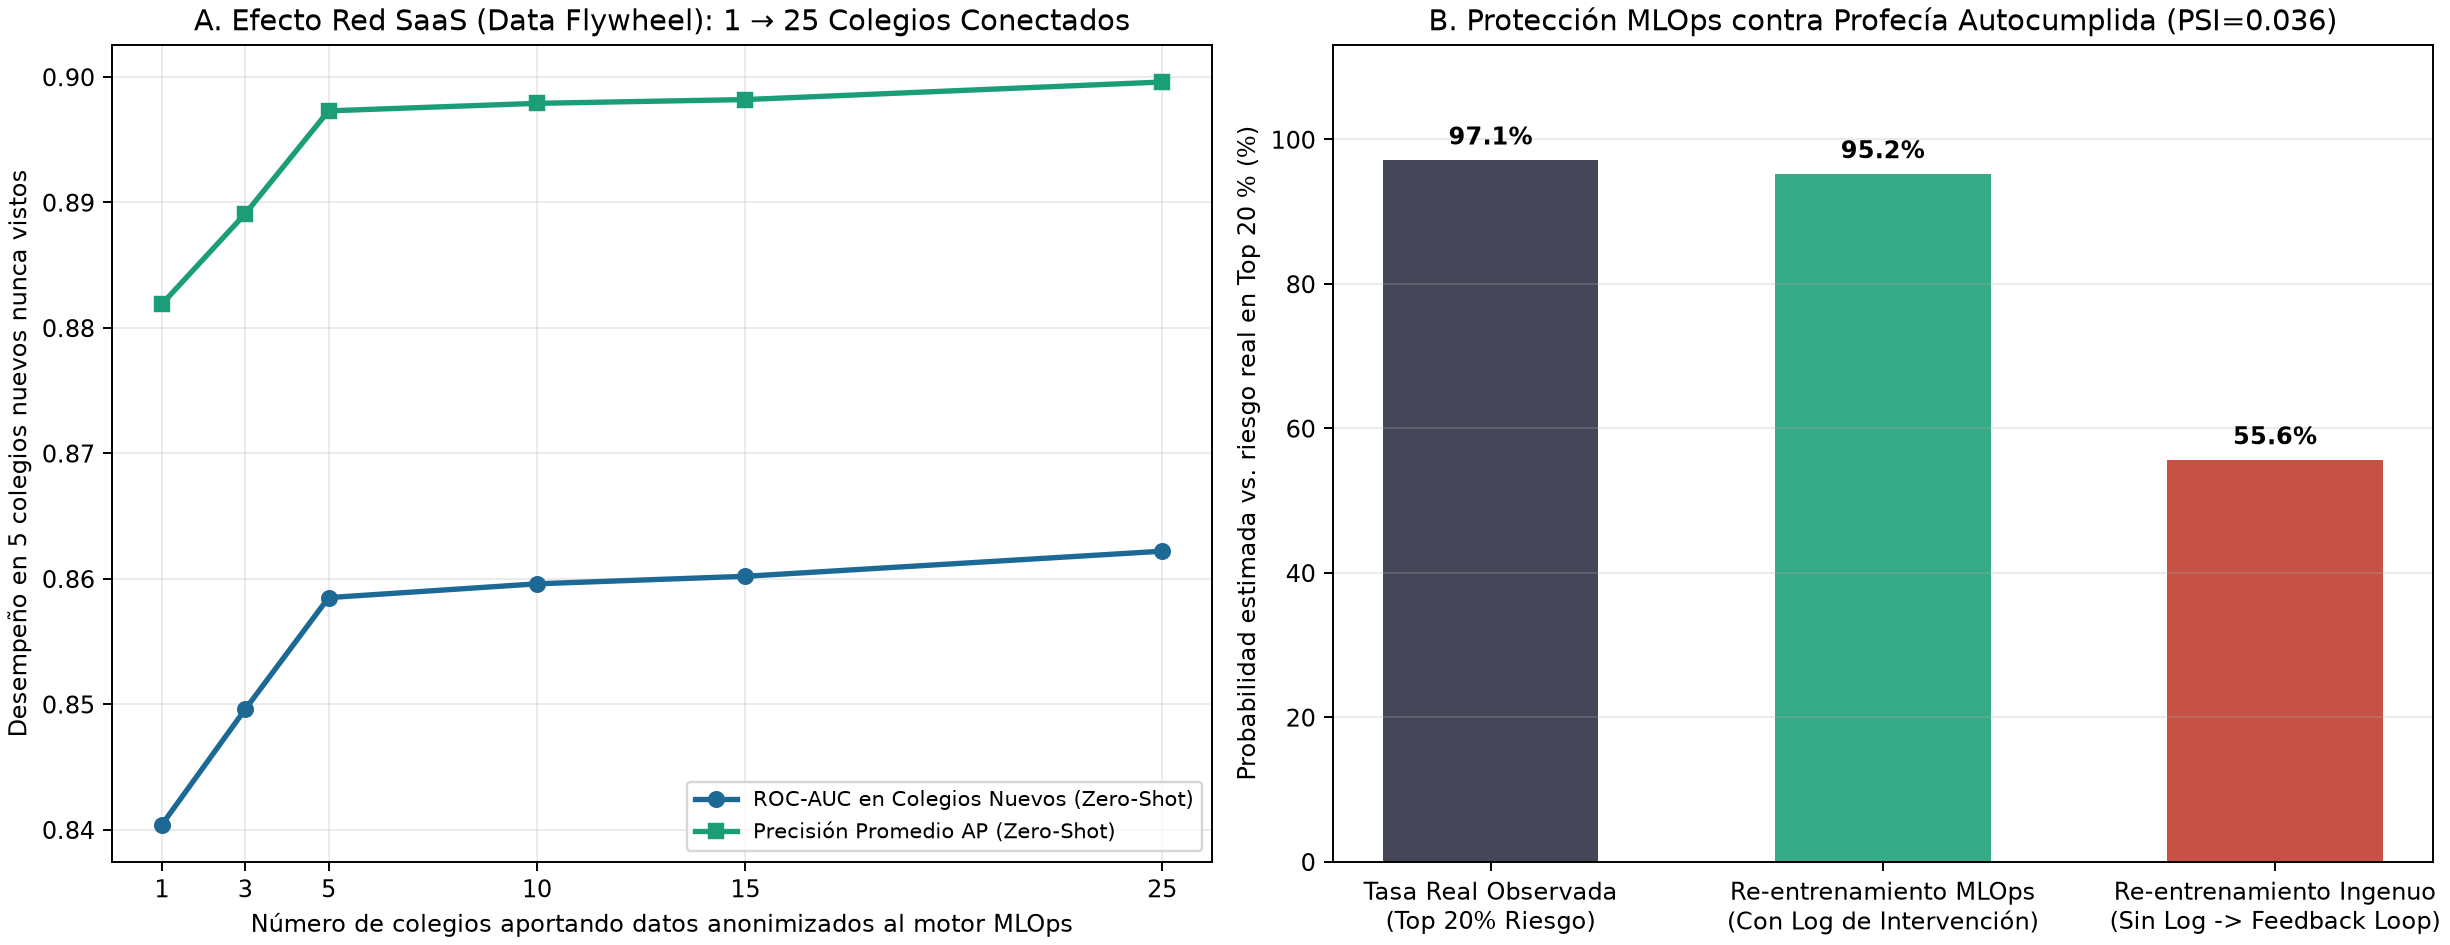 A. Efecto Red SaaS (Data Flywheel): 1 → 25 Colegios Conectados
Desempeño en 5 colegios nuevos nunca vistos
0.90
0.89
0.88
0.87
0.86
0.85
0.84
ROC-AUC en Colegios Nuevos (Zero-Shot)
Precisión Promedio AP (Zero-Shot)
1
3
5
10
15
25
Número de colegios aportando datos anonimizados al motor MLOps
B. Protección MLOps contra Profecía Autocumplida (PSI=0.036)
Probabilidad estimada vs. riesgo real en Top 20 % (%)
100
80
60
40
20
0
97.1%
95.2%
55.6%
Tasa Real Observada
(Top 20% Riesgo)
Re-entrenamiento MLOps
(Con Log de Intervención)
Re-entrenamiento Ingenuo
(Sin Log -> Feedback Loop)